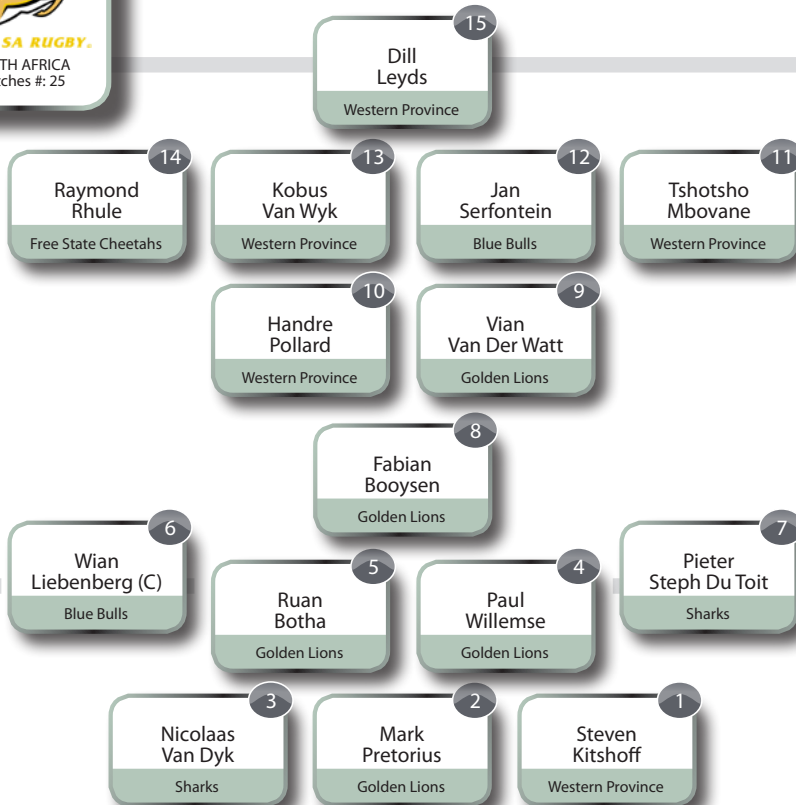 SA RUGBY.
TH AFRICA
ches #: 25
15
Dill
Leyds
Western Province
14
Raymond
Rhule
Free State Cheetahs
13
Kobus
Van Wyk
Western Province
12
Jan
Serfontein
Blue Bulls
11
Tshotsho
Mbovane
Western Province
10
Handre
Pollard
Western Province
9
Vian
Van Der Watt
Golden Lions
8
Fabian
Booysen
Golden Lions
6
Wian
Liebenberg (C)
Blue Bulls
5
Ruan
Botha
Golden Lions
4
Paul
Willemse
Golden Lions
7
Pieter
Steph Du Toit
Sharks
3
Nicolaas
Van Dyk
Sharks
2
Mark
Pretorius
Golden Lions
1
Steven
Kitshoff
Western Province